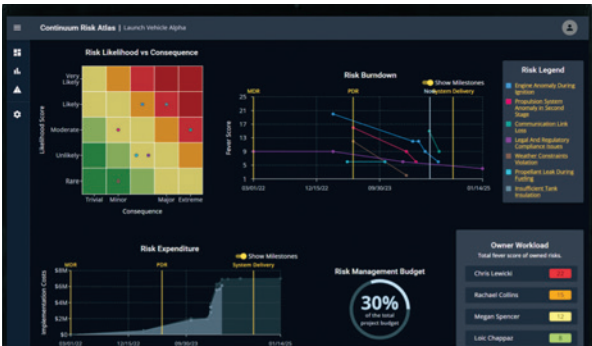 Continuum Risk Atlas | Launch Vehicle Alpha
Risk Likelihood vs Consequence
Likelihood Score
Very
Likely
Likely
Moderate
Unlikely
Rare
Trivial
Minor
Major
Extreme
Consequence
Risk Burndown
Show Milestones
MDR
PDR
Now
System Delivery
Fever Score
25
21
17
13
9
5
1
03/01/22
12/15/22
09/30/23
01/14/25
Risk Legend
Engine Anomaly During
Ignition
Propulsion System
Anomaly in Second
Stage
Communication Link
Loss
Legal And Regulatory
Compliance Issues
Weather Constraints
Violation
Propellant Leak During
Fueling
Insufficient Tank
Insulation
Risk Expenditure
Show Milestones
MDR
PDR
System Delivery
Implementation Costs
$8M
$6M
$4M
$2M
$0
03/01/22
12/15/22
09/30/23
01/14/25
Risk Management Budget
30%
of the total
project budget
Owner Workload
Total fever score of owned risks.
Chris Lewicki
Rachael Collins
15
Megan Spencer
12
Loic Chappaz
8